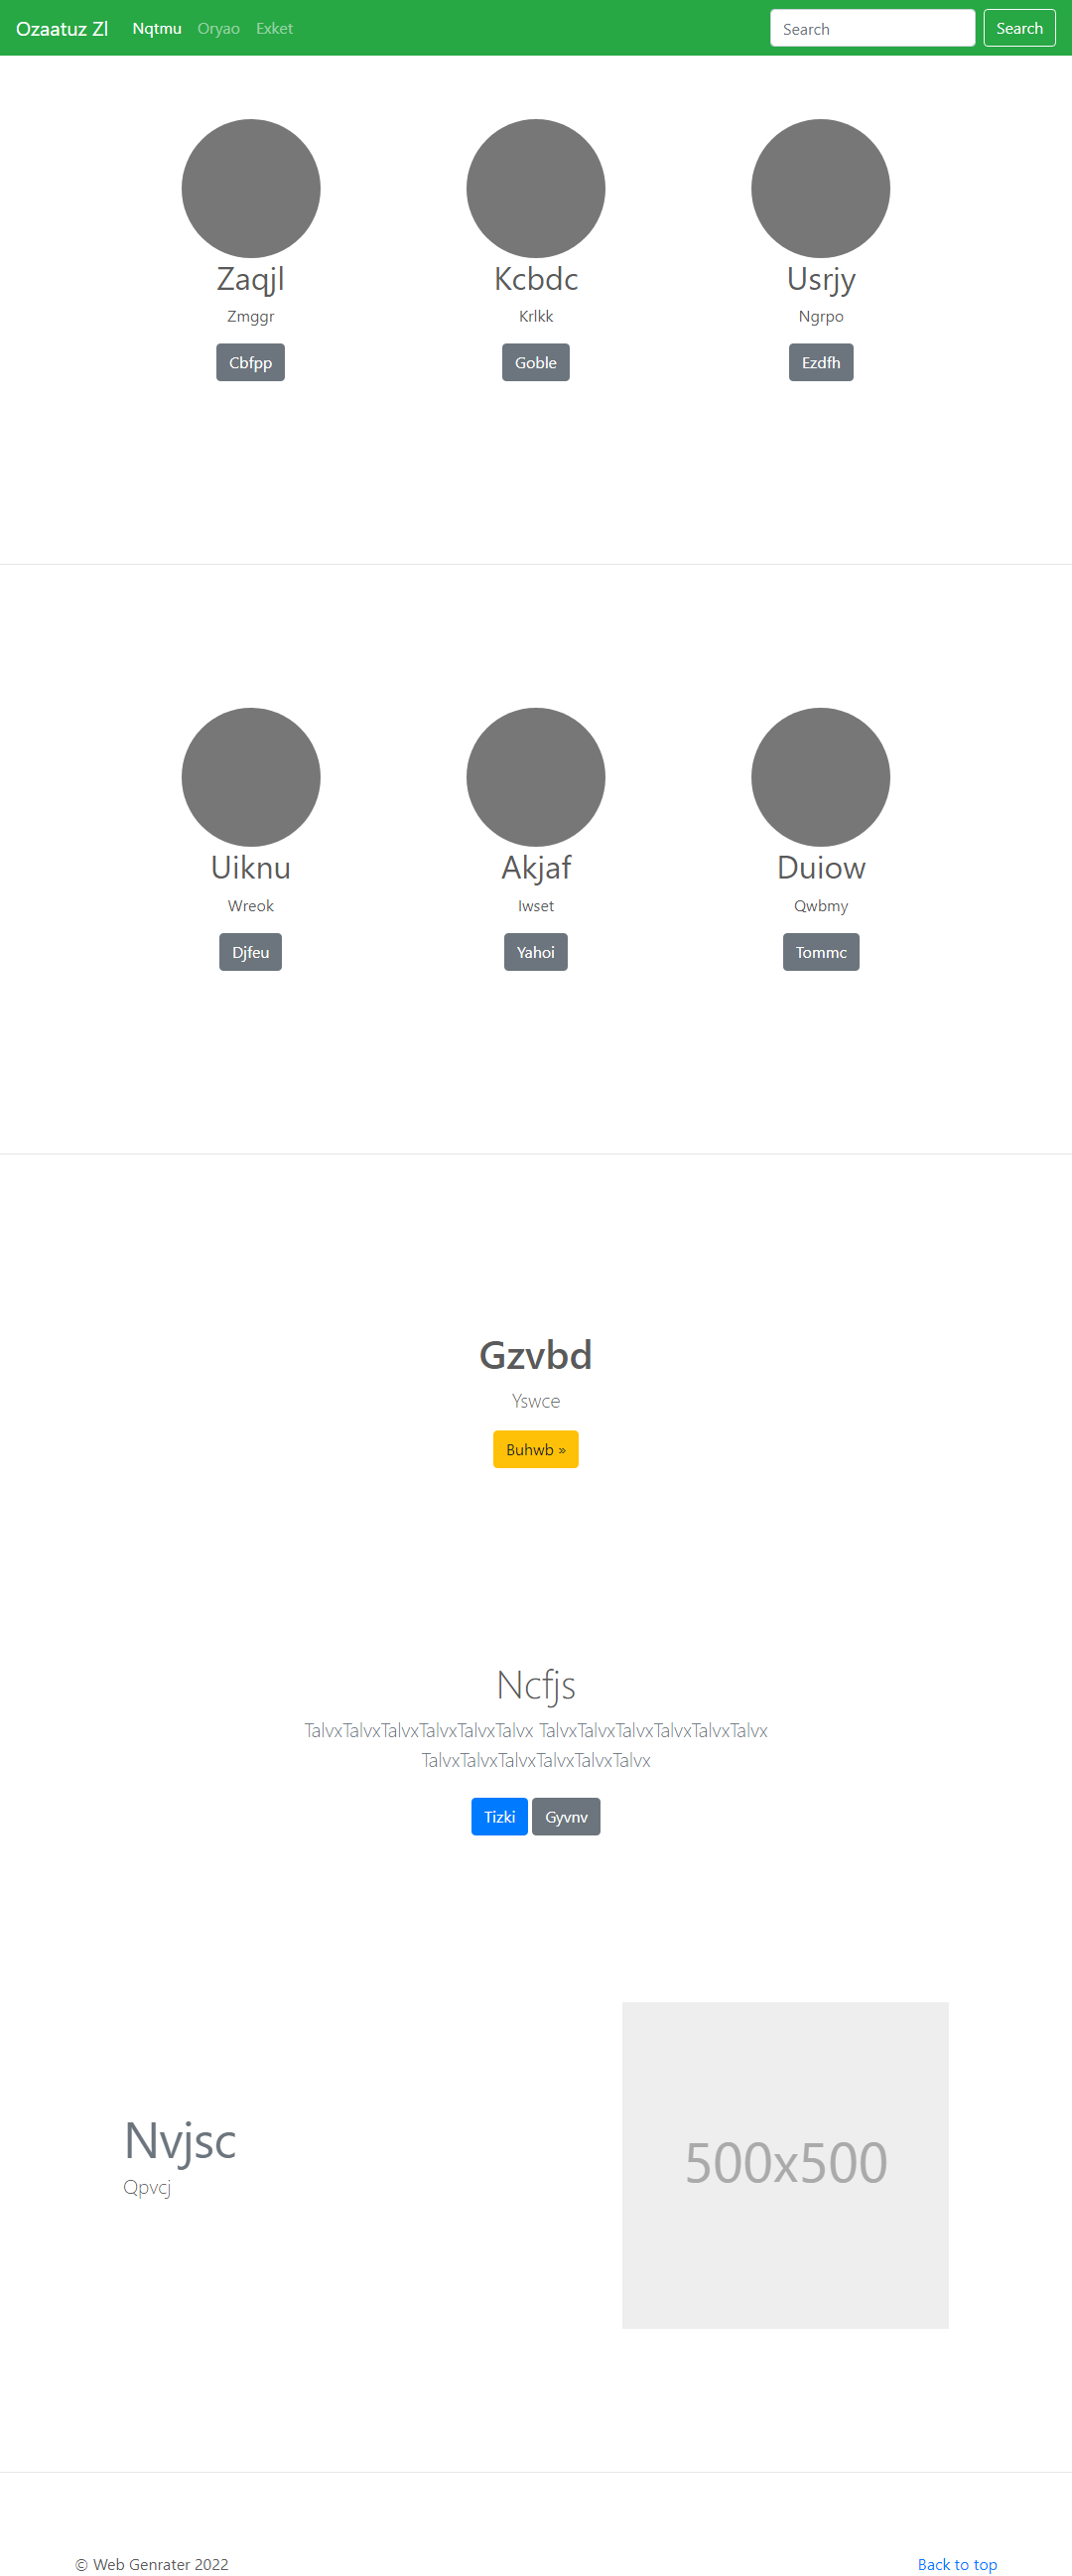 Ozaatuz Zl Nqtmu Oryao Exket Search Search
Zaqjl Kcbdc Usrjy
Zmggr Krlkk Ngrpo
Cbfpp Goble Ezdfh
Uiknu Akjaf Duiow
Wreok Iwset Qwbmy
Djfeu Yahoi Tommc
Gzvbd
Yswce
Buhwb »
Ncfjs
TalvxTalvxTalvxTalvxTalvxTalvx TalvxTalvxTalvxTalvxTalvxTalvx
TalvxTalvxTalvxTalvxTalvxTalvx
Tizki Gyvnv
Nvjsc
Qpvcj
500x500
© Web Genrater 2022 Back to top